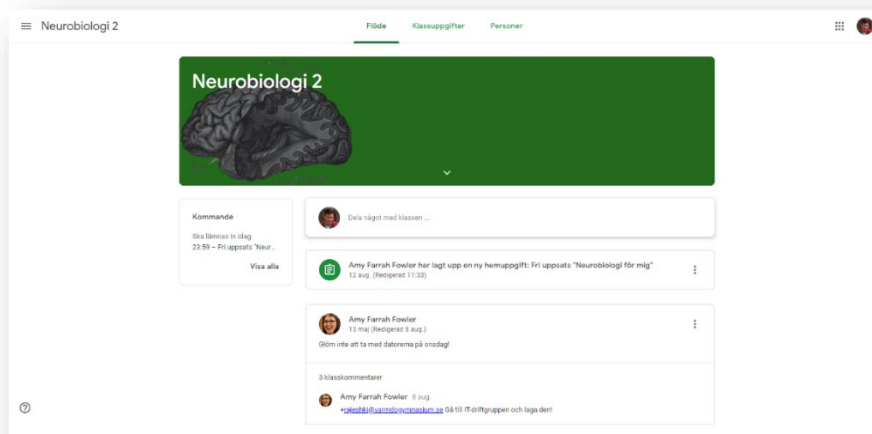 Neurobiologi 2
Flöde
Klassuppgifter
Personer
Neurobiologi 2
Kommande
Ska lämnas in idag
23:59 – Fri uppsats "Neur...
Visa alla
Dela något med klassen ...
Amy Farrah Fowler har lagt upp en ny hemuppgift: Fri uppsats "Neurobiologi för mig"
12 aug. (Redigerad 11:33)
Amy Farrah Fowler
13 maj (Redigerad 8 aug.)
Glöm inte att ta med datorerna på onsdag!
3 klasskommentarer
Amy Farrah Fowler 8 aug.
+rajeshki@varmdogymnasium.se Gå till IT-driftgruppen och laga den!